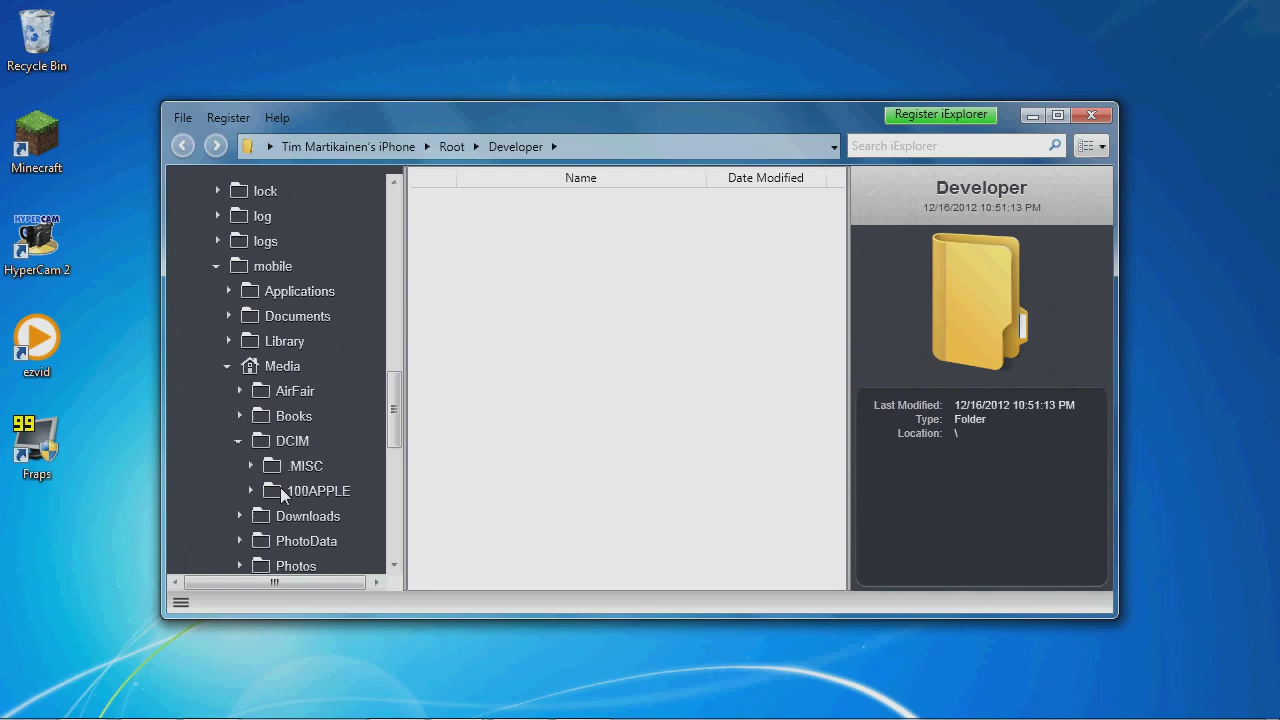 Recycle Bin
Minecraft
HYPERCAM
HyperCam 2
ezvid
99
Fraps
File Register Help
Register iExplorer
Tim Martikainen's iPhone Root Developer
Search iExplorer
lock
log
logs
mobile
Applications
Documents
Library
Media
AirFair
Books
DCIM
.MISC
100APPLE
Downloads
PhotoData
Photos
Name Date Modified
Developer
12/16/2012 10:51:13 PM
Last Modified: 12/16/2012 10:51:13 PM
Type: Folder
Location: \